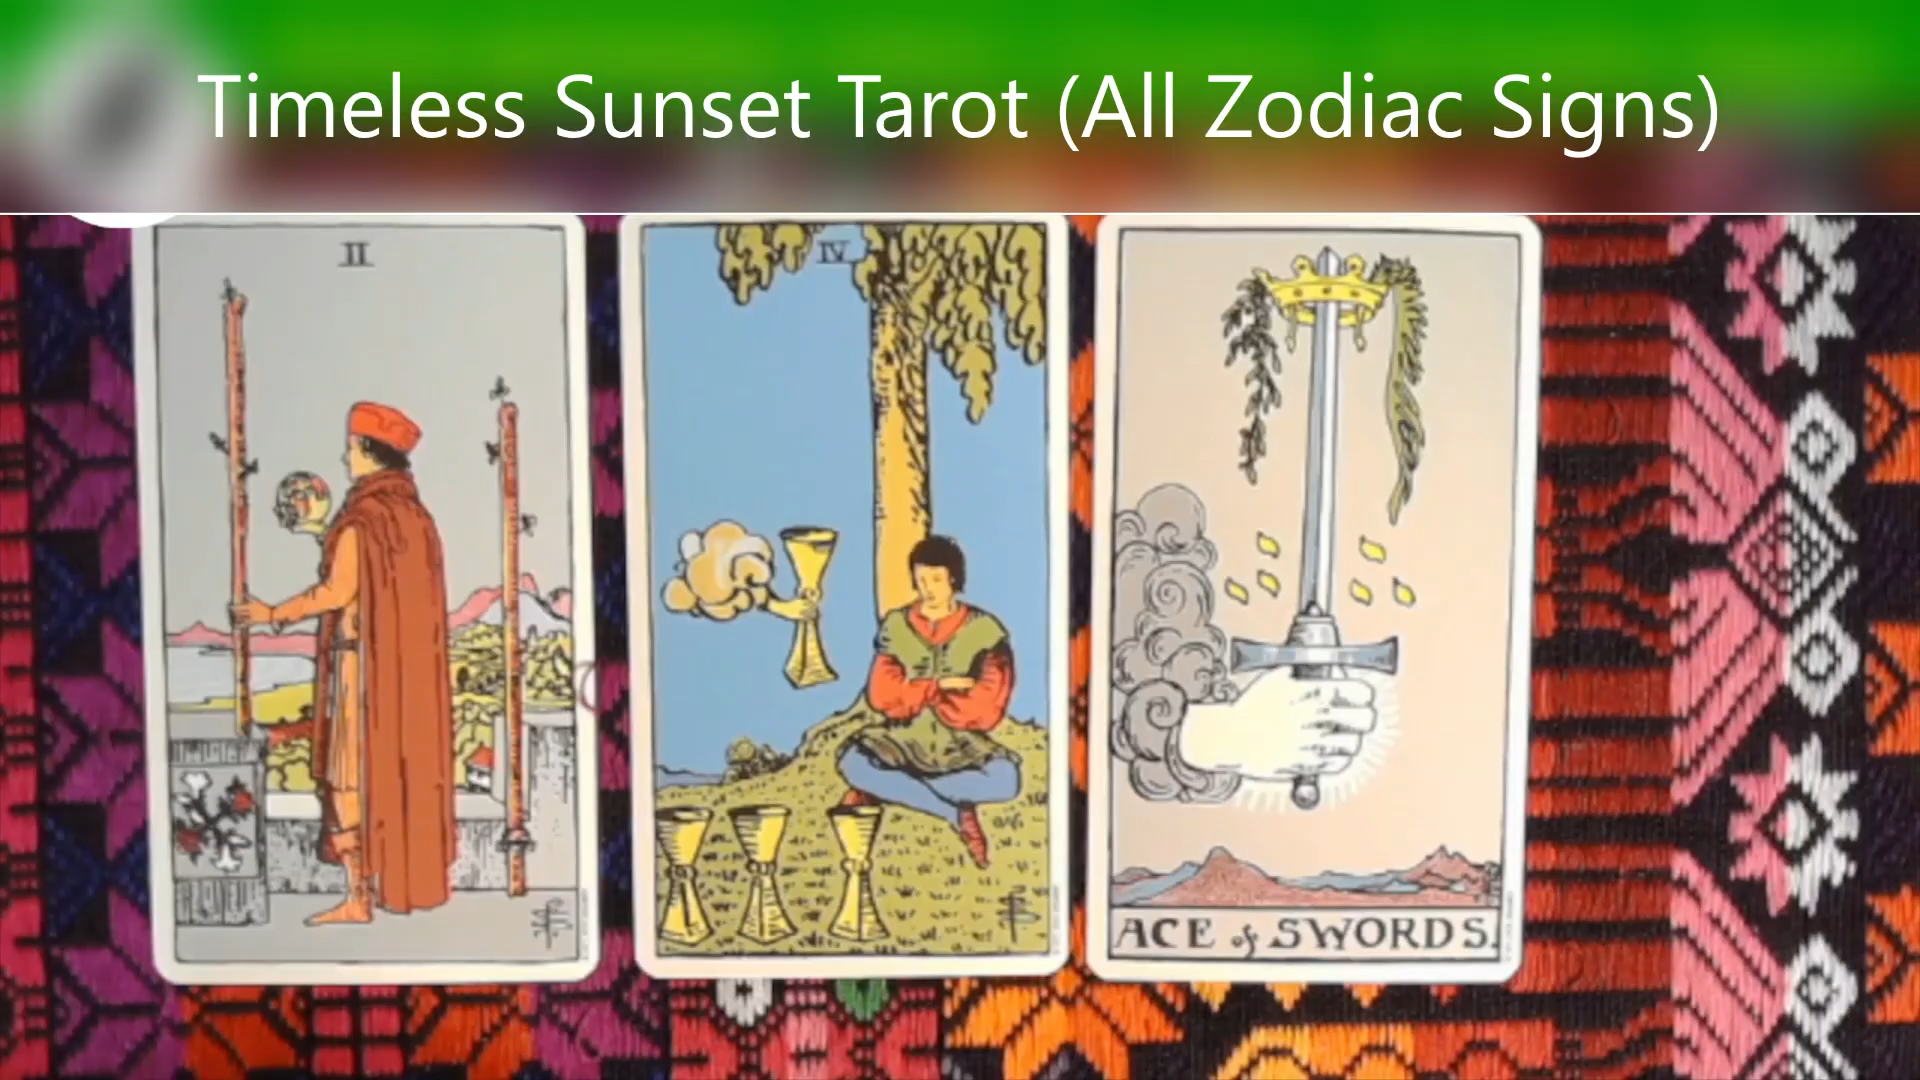 Timeless Sunset Tarot (All Zodiac Signs)
II
IV
ACE of SWORDS.